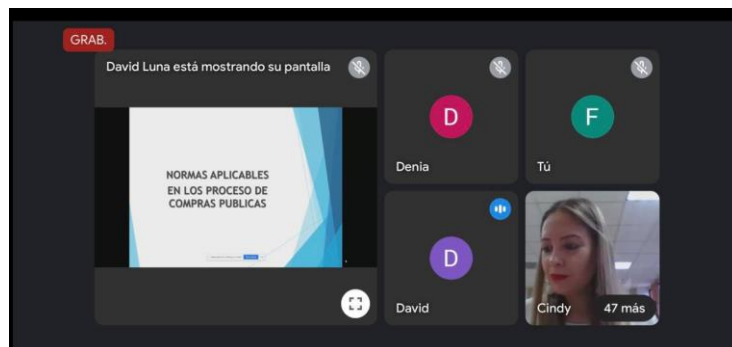 GRAB.
David Luna está mostrando su pantalla
NORMAS APLICABLES
EN LOS PROCESO DE
COMPRAS PUBLICAS
D
Denia
F
Tú
D
David
Cindy
47 más